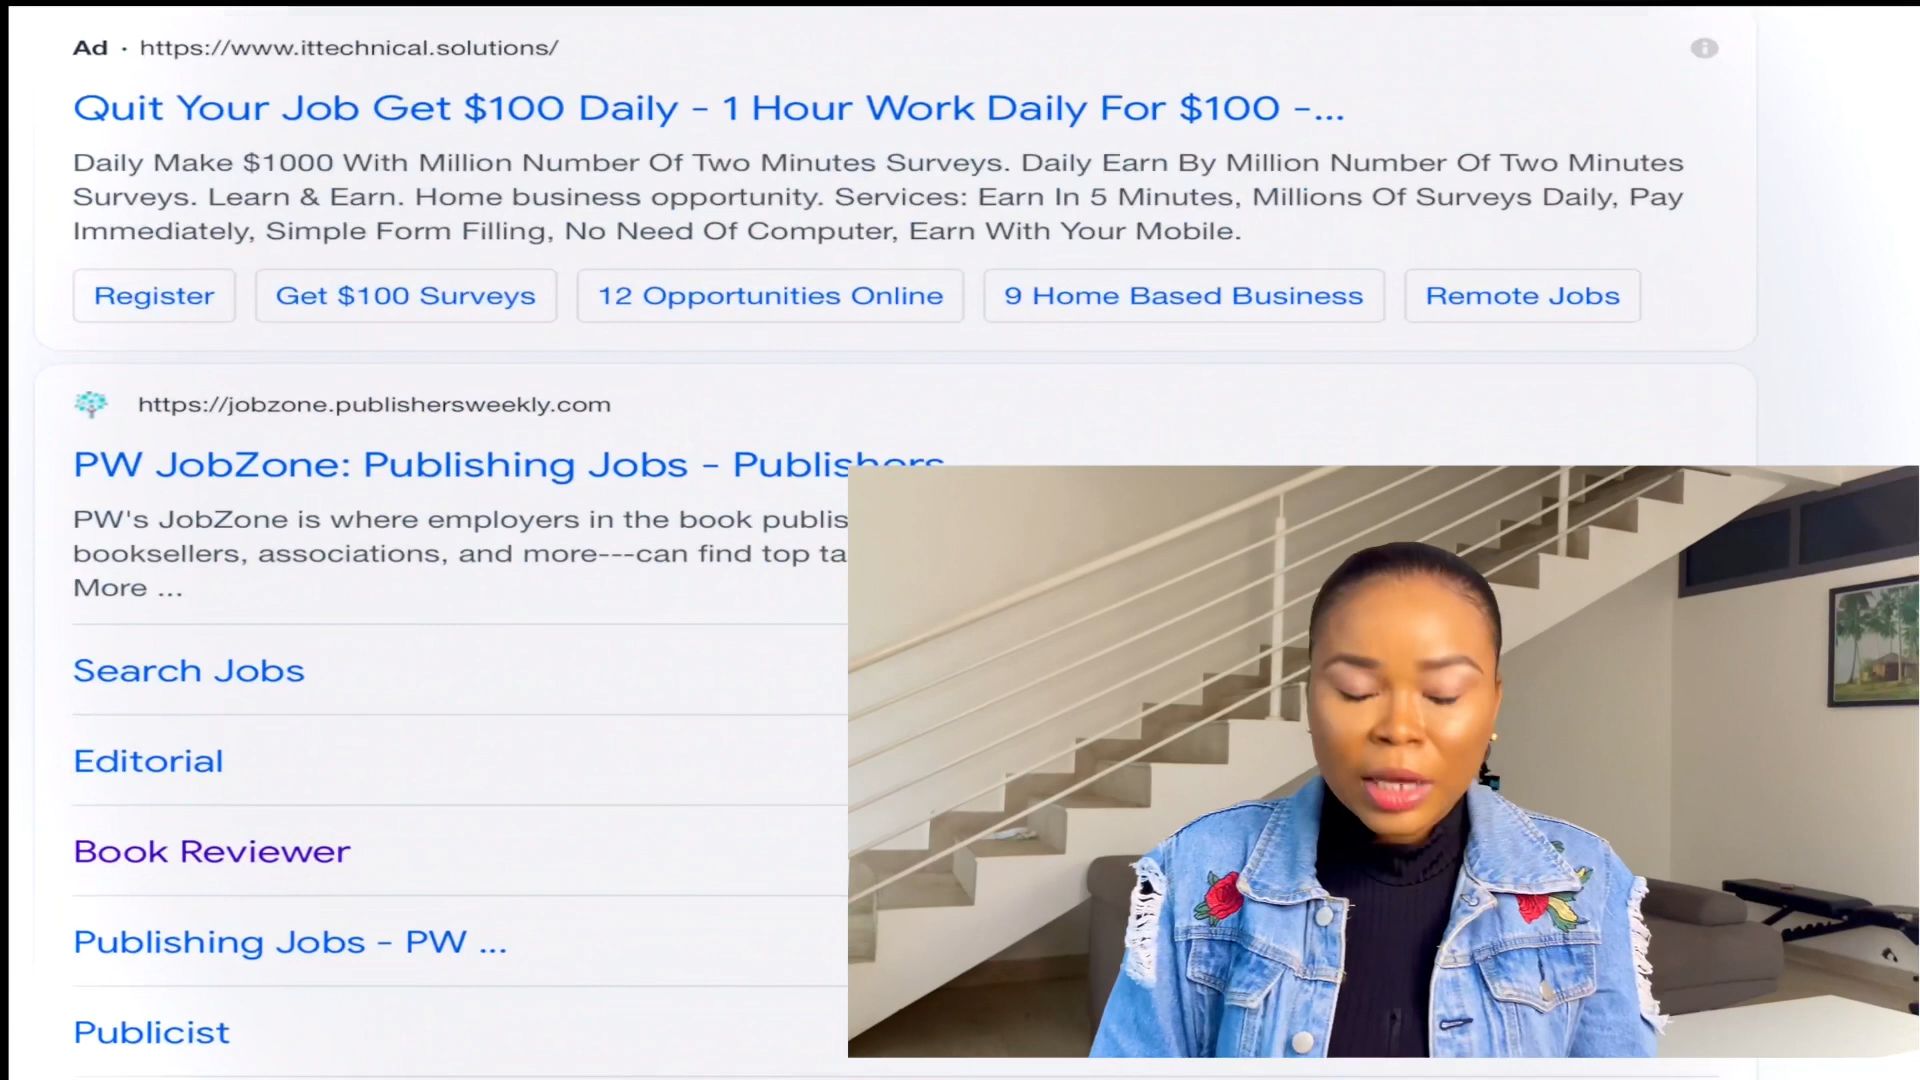 Ad · https://www.ittechnical.solutions/
Quit Your Job Get $100 Daily - 1 Hour Work Daily For $100 -...
Daily Make $1000 With Million Number Of Two Minutes Surveys. Daily Earn By Million Number Of Two Minutes
Surveys. Learn & Earn. Home business opportunity. Services: Earn In 5 Minutes, Millions Of Surveys Daily, Pay
Immediately, Simple Form Filling, No Need Of Computer, Earn With Your Mobile.
Register Get $100 Surveys 12 Opportunities Online 9 Home Based Business Remote Jobs
https://jobzone.publishersweekly.com
PW JobZone: Publishing Jobs - Publishers
PW's JobZone is where employers in the book
booksellers, associations, and more---can find top
More ...
Search Jobs
Editorial
Book Reviewer
Publishing Jobs - PW ...
Publicist